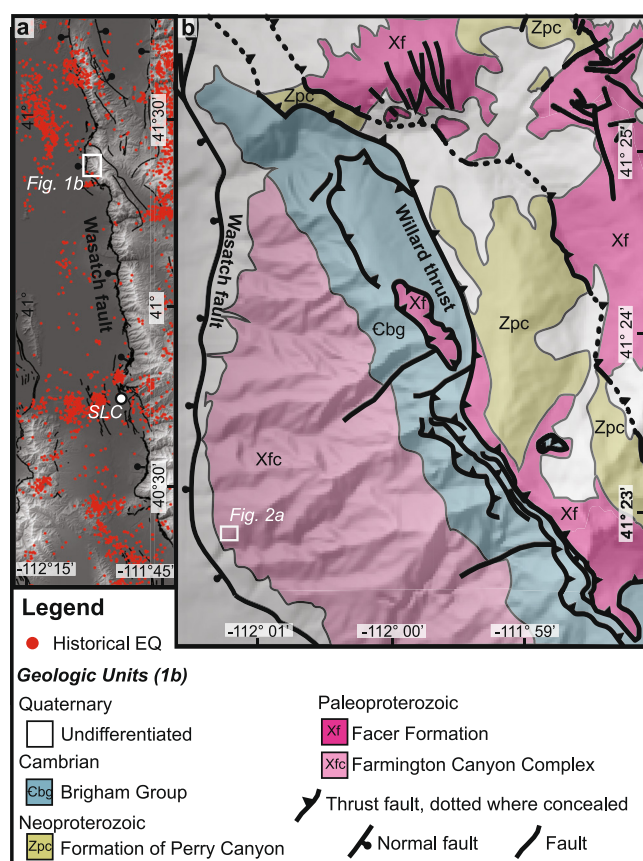 a
41°
41° 30'
Fig. 1b
Wasatch fault
41°
41°
SLC
40° 30'
-112° 15'
-111° 45'
b
Xf
Zpc
Zpc
41° 25'
Wasatch fault
Willard thrust
Xf
Xf
Zpc
41° 24'
Єbg
Xfc
Zpc
Fig. 2a
Xf
41° 23'
-112° 01'
-112° 00'
-111° 59'
Legend
Historical EQ
Geologic Units (1b)
Quaternary
Undifferentiated
Cambrian
Єbg Brigham Group
Neoproterozoic
Zpc Formation of Perry Canyon
Paleoproterozoic
Xf Facer Formation
Xfc Farmington Canyon Complex
Thrust fault, dotted where concealed
Normal fault
Fault